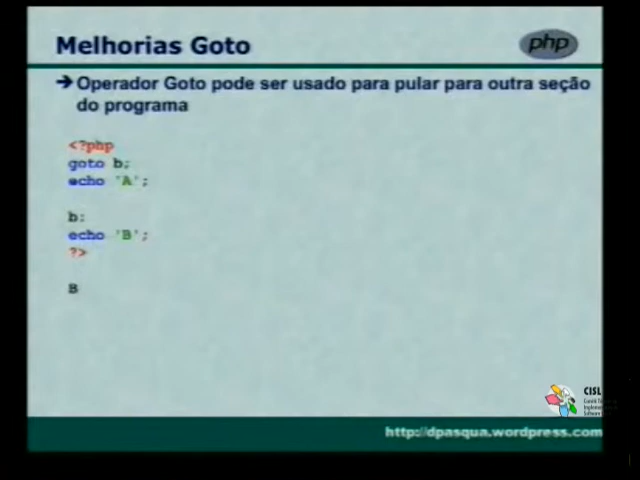 Melhorias Goto
php
Operador Goto pode ser usado para pular para outra seção
do programa
<?php
goto b;
echo 'A';
b:
echo 'B';
?>
B
CISL
http://dpasqua.wordpress.com